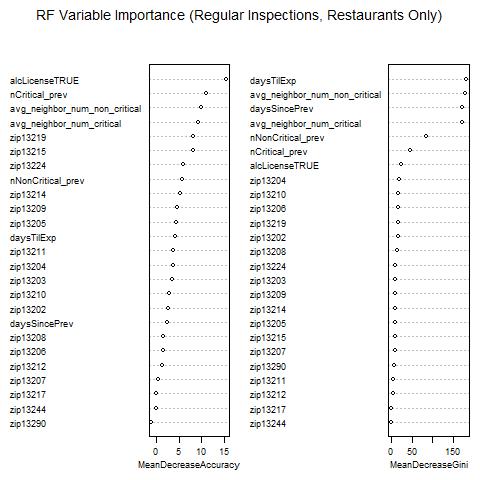 RF Variable Importance (Regular Inspections, Restaurants Only)
alcLicenseTRUE
nCritical_prev
avg_neighbor_num_non_critical
avg_neighbor_num_critical
zip13219
zip13215
zip13224
nNonCritical_prev
zip13214
zip13209
zip13205
daysTilExp
zip13211
zip13204
zip13203
zip13210
zip13202
daysSincePrev
zip13208
zip13206
zip13212
zip13207
zip13217
zip13244
zip13290
0 5 10 15
MeanDecreaseAccuracy
daysTilExp
avg_neighbor_num_non_critical
daysSincePrev
avg_neighbor_num_critical
nNonCritical_prev
nCritical_prev
alcLicenseTRUE
zip13204
zip13210
zip13206
zip13219
zip13202
zip13208
zip13224
zip13203
zip13209
zip13214
zip13205
zip13215
zip13207
zip13290
zip13211
zip13212
zip13217
zip13244
0 50 150
MeanDecreaseGini